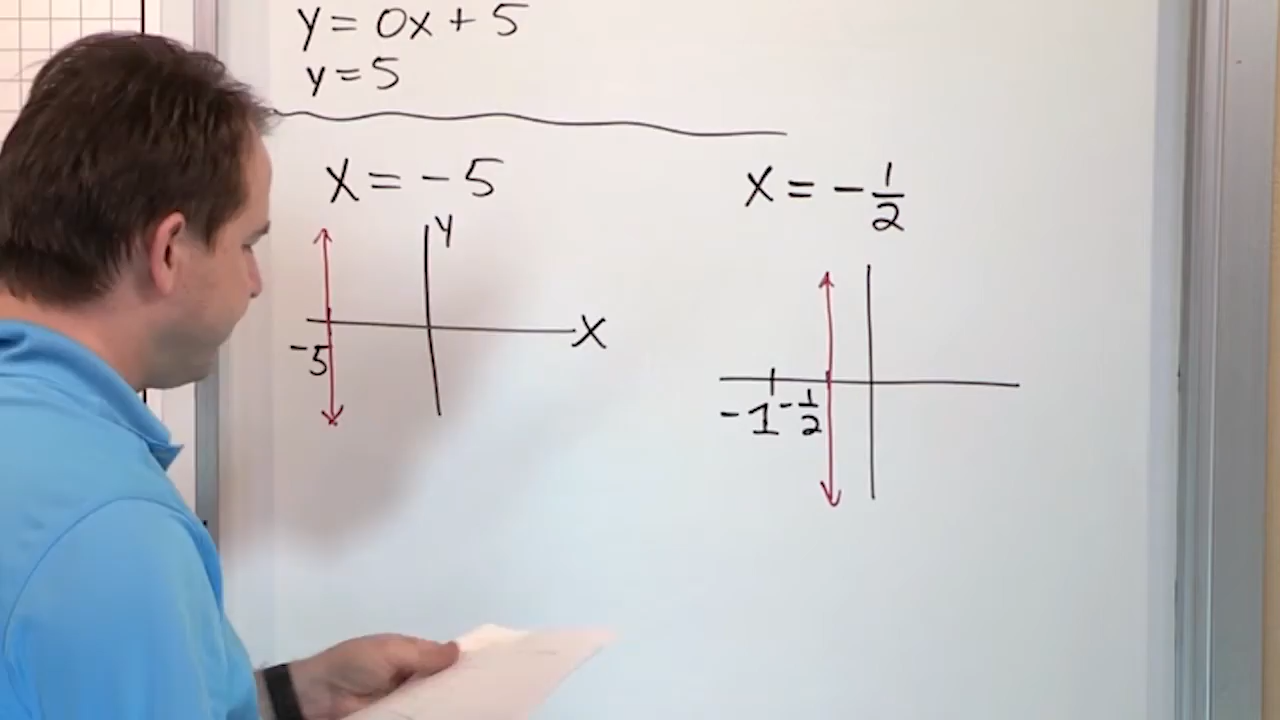 y = 0x + 5
y = 5
x = -5
y
x
-5
x = -1/2
-1 -1/2